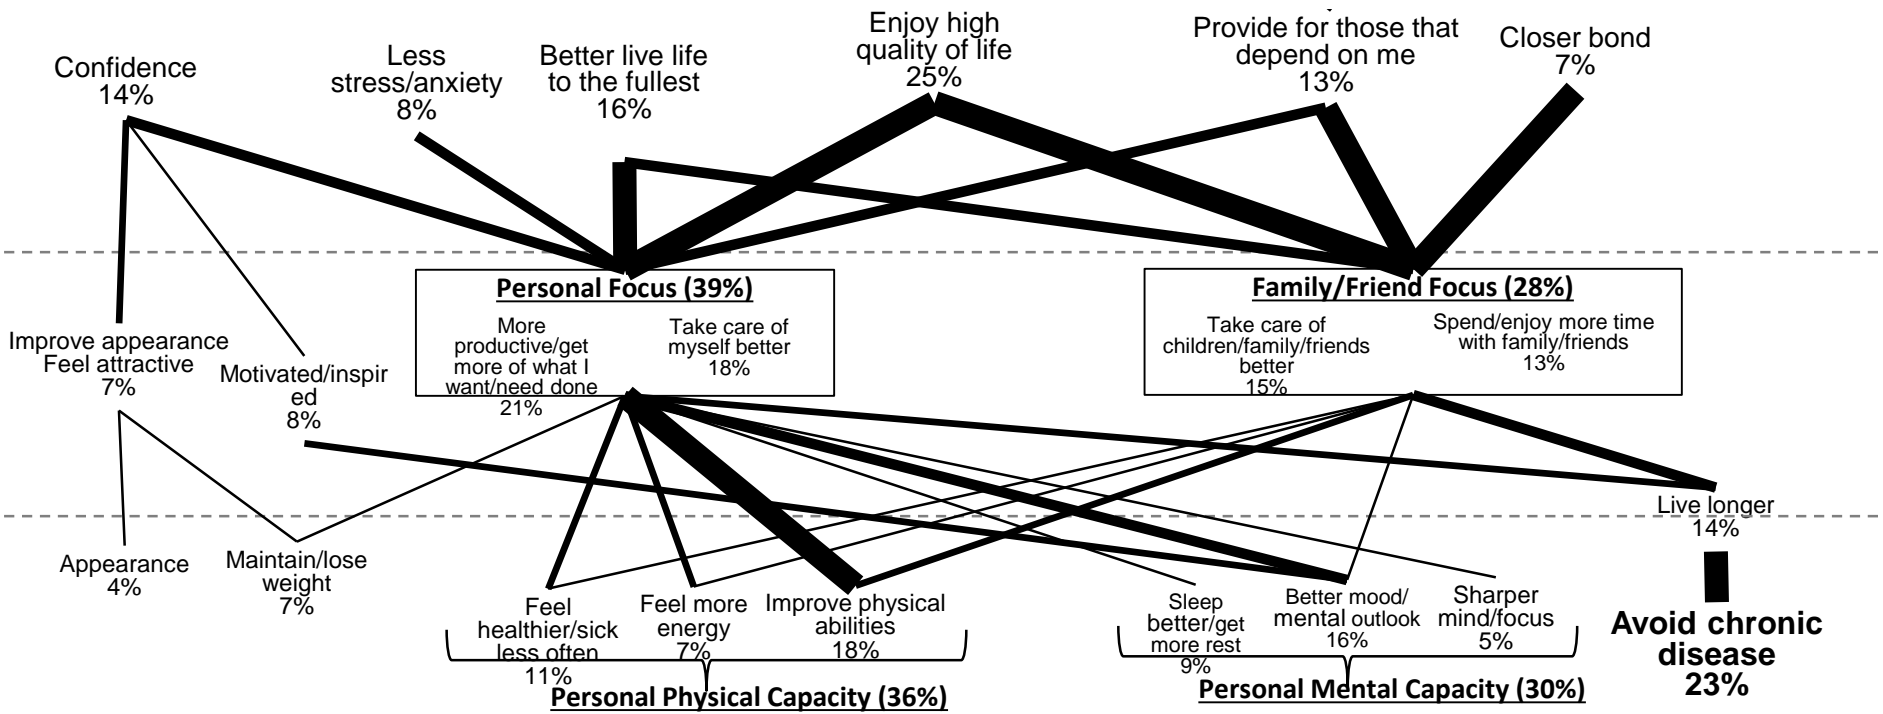 Confidence
14%
Less
stress/anxiety
8%
Better live life
to the fullest
16%
Enjoy high
quality of life
25%
Provide for those that
depend on me
13%
Closer bond
7%
Improve appearance
Feel attractive
7%
Motivated/inspir
ed
8%
Personal Focus (39%)
More
productive/get
more of what I
want/need done
21%
Take care of
myself better
18%
Family/Friend Focus (28%)
Take care of
children/family/friends
better
15%
Spend/enjoy more time
with family/friends
13%
Live longer
14%
Appearance
4%
Maintain/lose
weight
7%
Feel
healthier/sick
less often
11%
Feel more
energy
7%
Improve physical
abilities
18%
Personal Physical Capacity (36%)
Sleep
better/get
more rest
9%
Better mood/
mental outlook
16%
Sharper
mind/focus
5%
Personal Mental Capacity (30%)
Avoid chronic
disease
23%